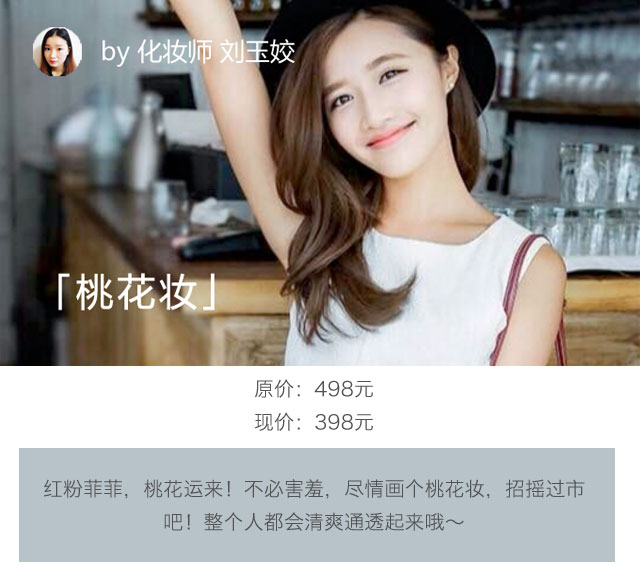 by 化妆师 刘玉姣
「桃花妆」
原价：498元
现价：398元
红粉菲菲，桃花运来！不必害羞，尽情画个桃花妆，招摇过市
吧！整个人都会清爽通透起来哦～